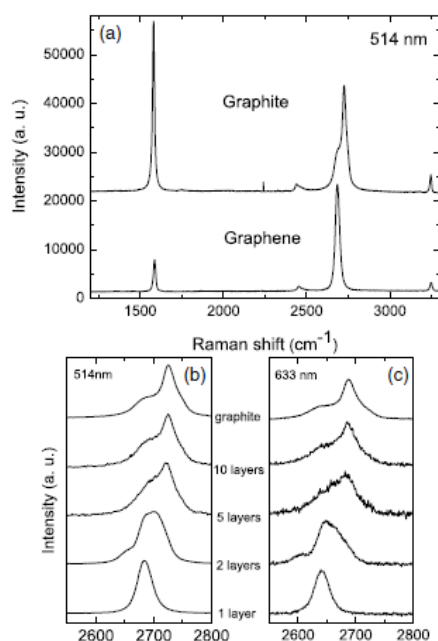 (a)
514 nm
Graphite
Graphene
50000
40000
30000
20000
10000
0
Intensity (a. u.)
1500 2000 2500 3000
Raman shift (cm⁻¹)
514nm (b)
633 nm (c)
graphite
10 layers
5 layers
2 layers
1 layer
Intensity (a. u.)
2600 2700 2800
2600 2700 2800